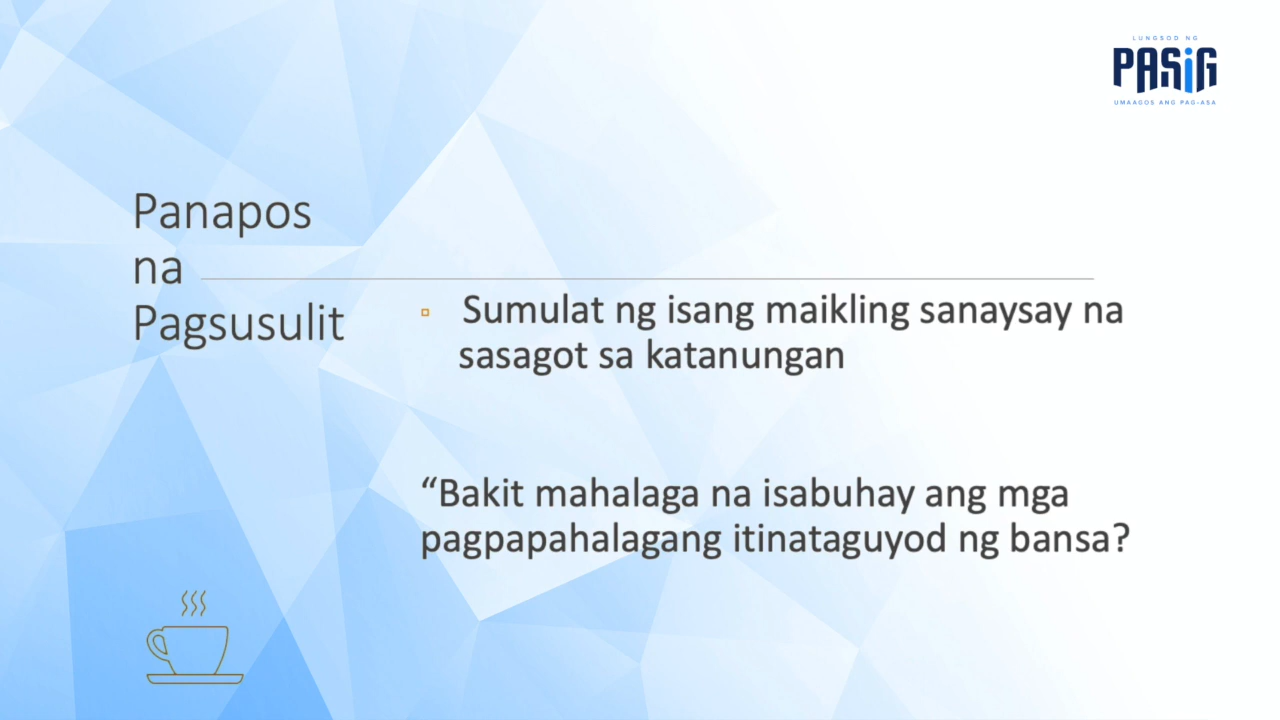 LUNGSOD NG
PASiG
UMAAGOS ANG PAG-ASA
Panapos
na
Pagsusulit
Sumulat ng isang maikling sanaysay na
sasagot sa katanungan
“Bakit mahalaga na isabuhay ang mga
pagpapahalagang itinataguyod ng bansa?